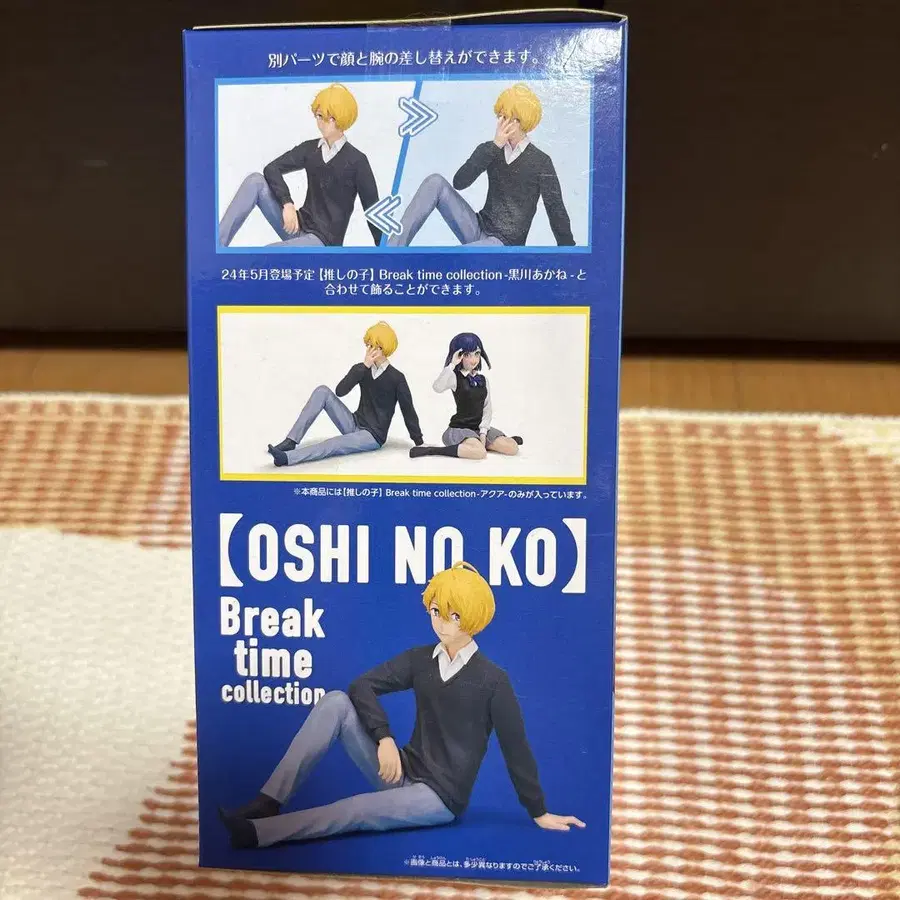 別パーツで顔と腕の差し替えができます。
24年5月登場予定【推しの子】Break time collection-黒川あかね-と
合わせて飾ることができます。
※本商品には【推しの子】Break time collection-アクア-のみが入っています。
【OSHI NO KO】
Break
time
collection
※画像と商品とは、多少異なりますのでご了承ください。